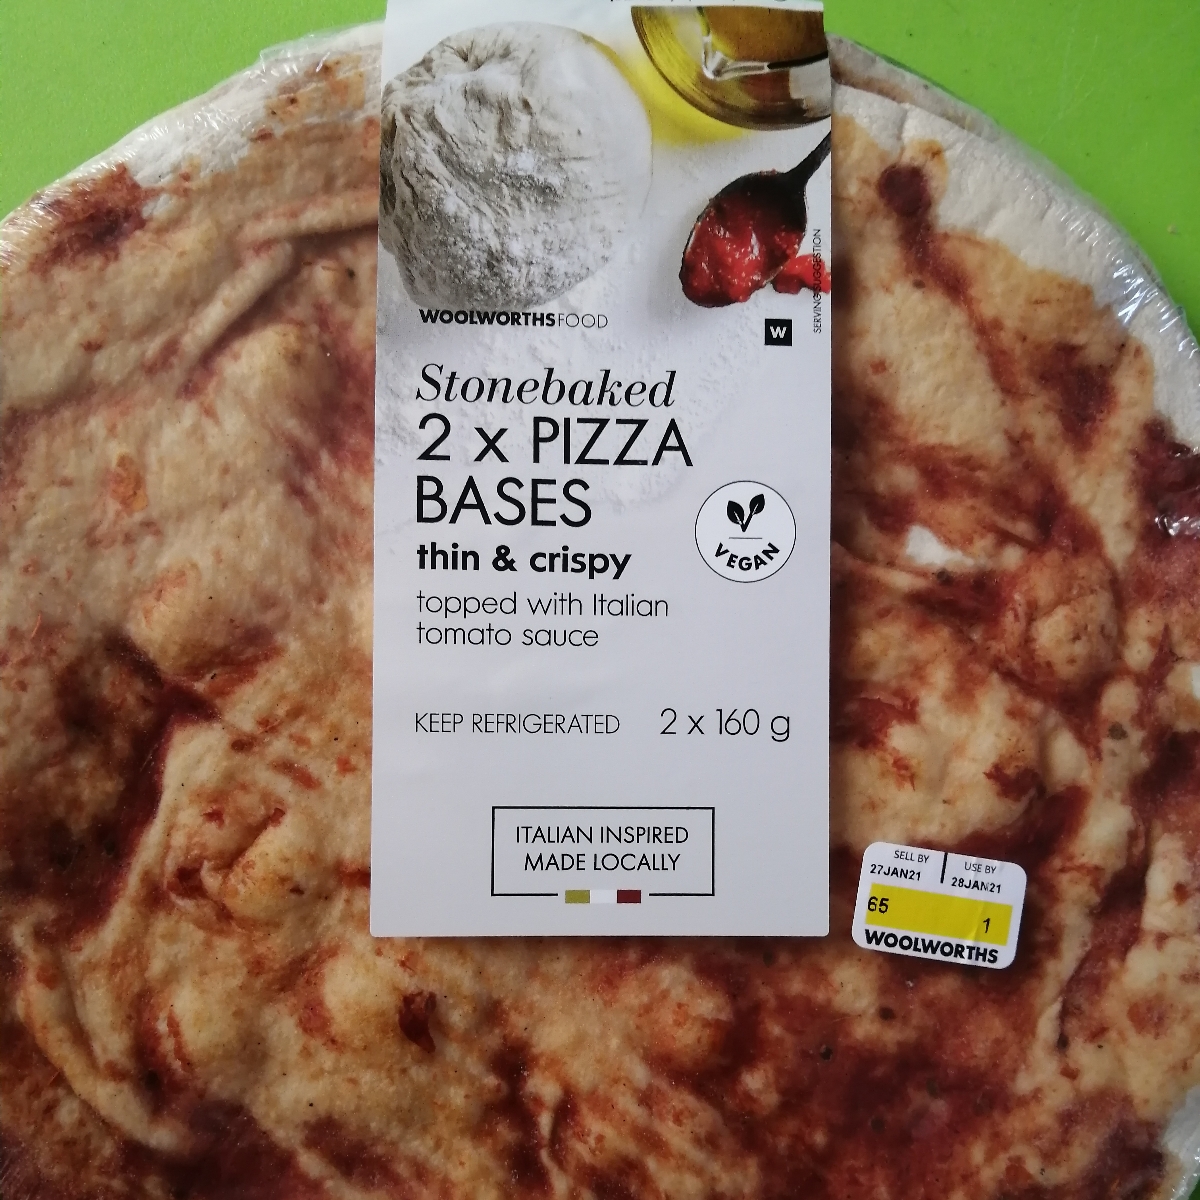 WOOLWORTHSFOOD
W
SERVING SUGGESTION
Stonebaked
2 x PIZZA
BASES
thin & crispy
topped with Italian
tomato sauce
VEGAN
KEEP REFRIGERATED 2 x 160 g
ITALIAN INSPIRED
MADE LOCALLY
SELL BY USE BY
27JAN21 28JAN21
65 1
WOOLWORTHS